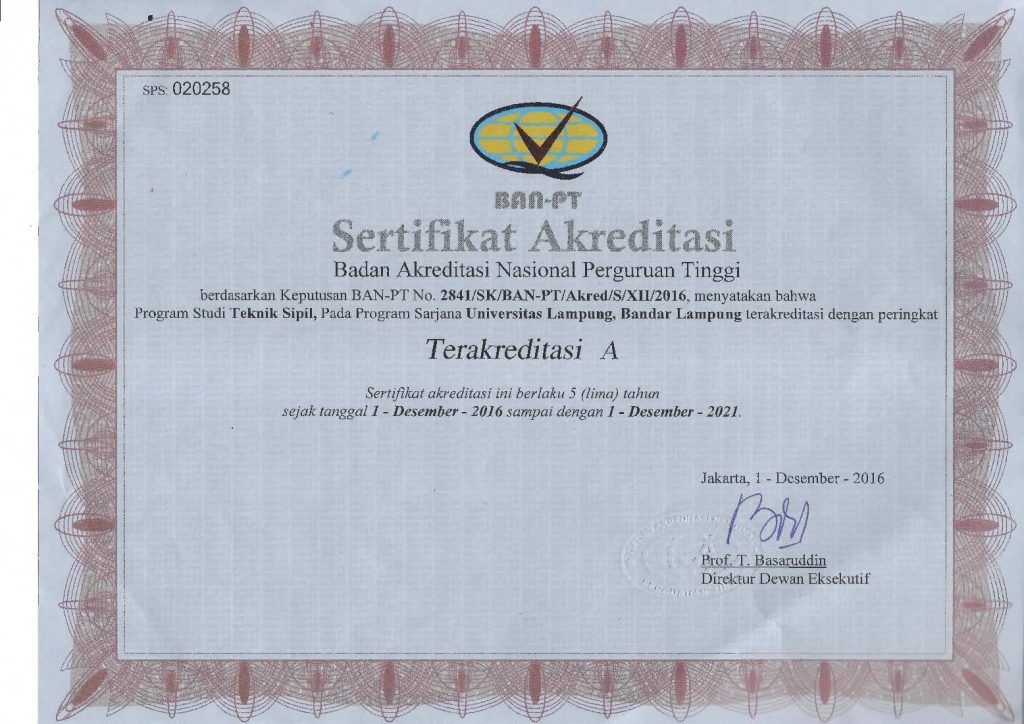 SPS: 020258
BAN-PT
Sertifikat Akreditasi
Badan Akreditasi Nasional Perguruan Tinggi
berdasarkan Keputusan BAN-PT No. 2841/SK/BAN-PT/Akred/S/XII/2016, menyatakan bahwa
Program Studi Teknik Sipil, Pada Program Sarjana Universitas Lampung, Bandar Lampung terakreditasi dengan peringkat
Terakreditasi A
Sertifikat akreditasi ini berlaku 5 (lima) tahun
sejak tanggal 1 - Desember - 2016 sampai dengan 1 - Desember - 2021.
Jakarta, 1 - Desember - 2016
Prof. T. Basaruddin
Direktur Dewan Eksekutif